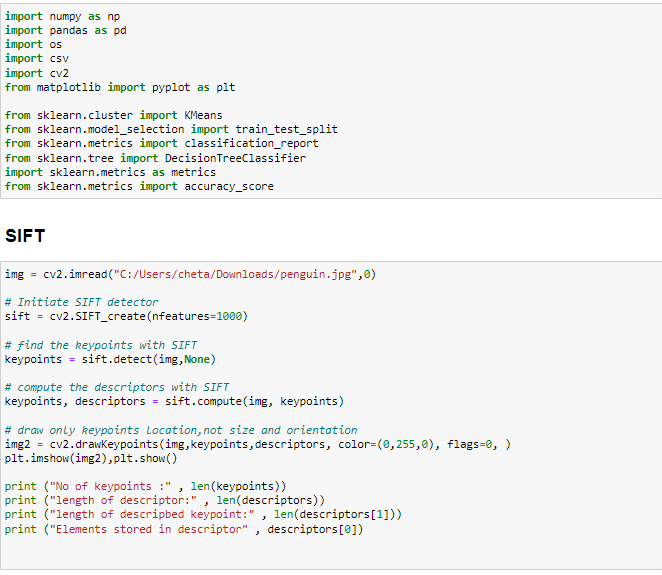 import numpy as np
import pandas as pd
import os
import csv
import cv2
from matplotlib import pyplot as plt
from sklearn.cluster import KMeans
from sklearn.model_selection import train_test_split
from sklearn.metrics import classification_report
from sklearn.tree import DecisionTreeClassifier
import sklearn.metrics as metrics
from sklearn.metrics import accuracy_score
SIFT
img = cv2.imread("C:/Users/cheta/Downloads/penguin.jpg",0)
# Initiate SIFT detector
sift = cv2.SIFT_create(nfeatures=1000)
# find the keypoints with SIFT
keypoints = sift.detect(img,None)
# compute the descriptors with SIFT
keypoints, descriptors = sift.compute(img, keypoints)
# draw only keypoints location,not size and orientation
img2 = cv2.drawKeypoints(img,keypoints,descriptors, color=(0,255,0), flags=0, )
plt.imshow(img2),plt.show()
print ("No of keypoints :" , len(keypoints))
print ("length of descriptor:" , len(descriptors))
print ("length of descripbed keypoint:" , len(descriptors[1]))
print ("Elements stored in descriptor" , descriptors[0])